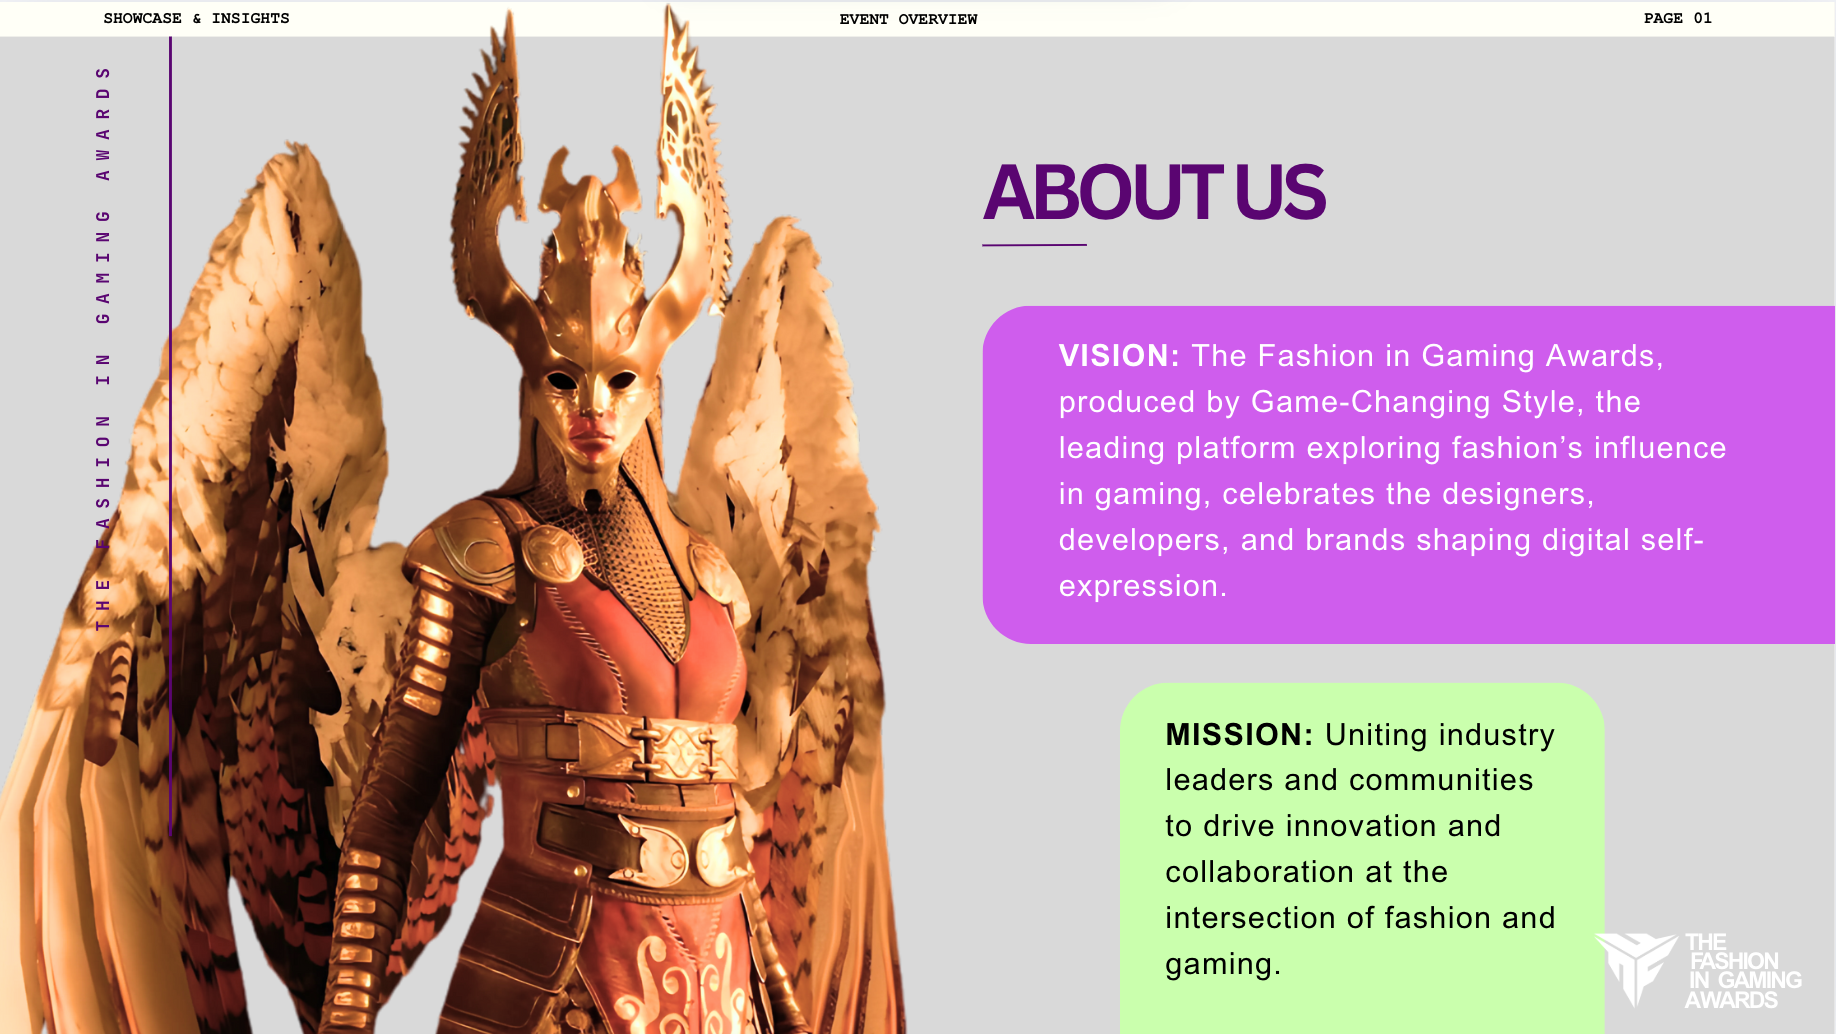 SHOWCASE & INSIGHTS
EVENT OVERVIEW
PAGE 01
THE FASHION IN GAMING AWARDS
ABOUT US
VISION: The Fashion in Gaming Awards,
produced by Game-Changing Style, the
leading platform exploring fashion’s influence
in gaming, celebrates the designers,
developers, and brands shaping digital self-
expression.
MISSION: Uniting industry
leaders and communities
to drive innovation and
collaboration at the
intersection of fashion and
gaming.
THE
FASHION
IN GAMING
AWARDS